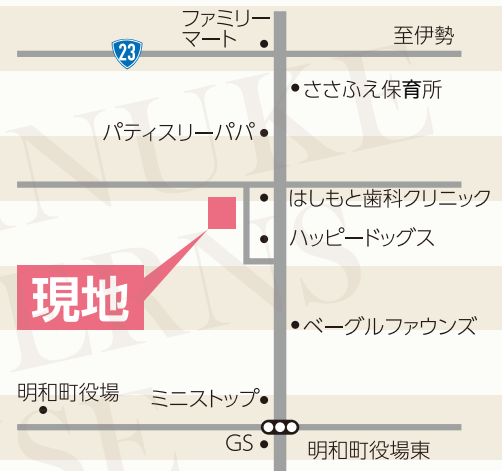 ファミリー
マート
23
至伊勢
ささふえ保育所
パティスリーパパ
はしもと歯科クリニック
ハッピードッグス
現地
ベーグルファウンズ
明和町役場
ミニストップ
GS
明和町役場東